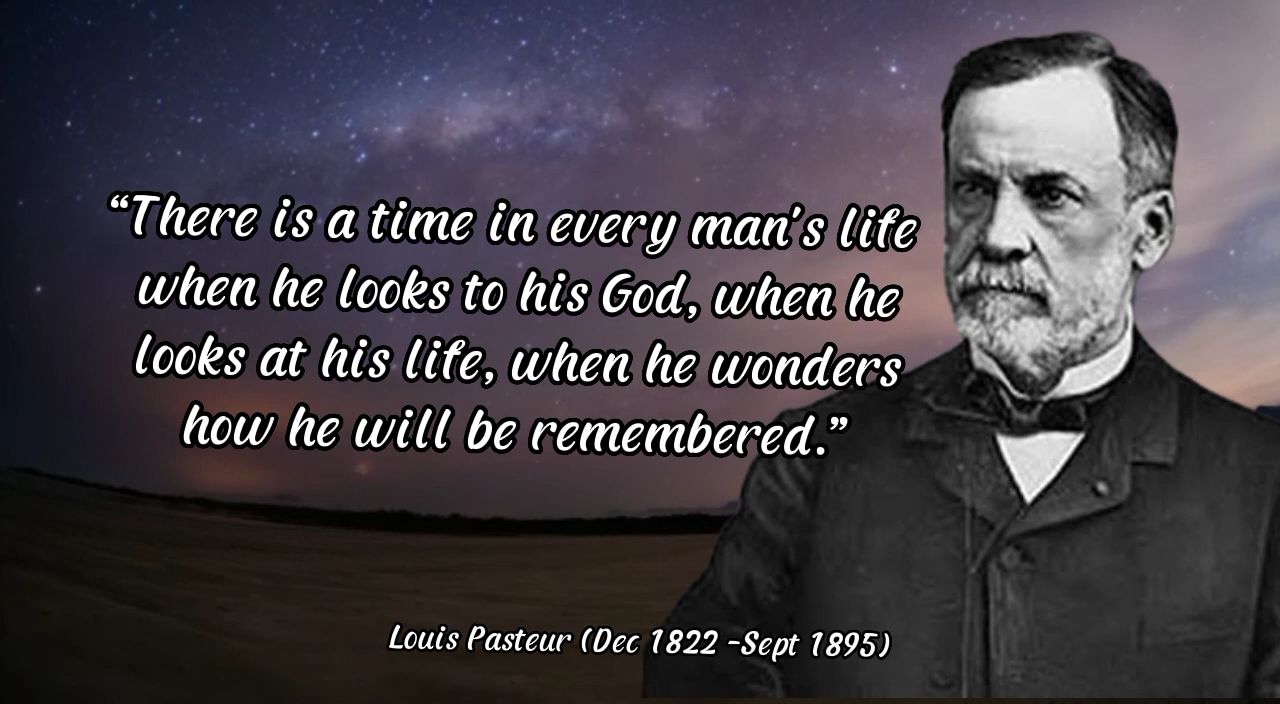 “There is a time in every man's life
when he looks to his God, when he
looks at his life, when he wonders
how he will be remembered.”
Louis Pasteur (Dec 1822 -Sept 1895)